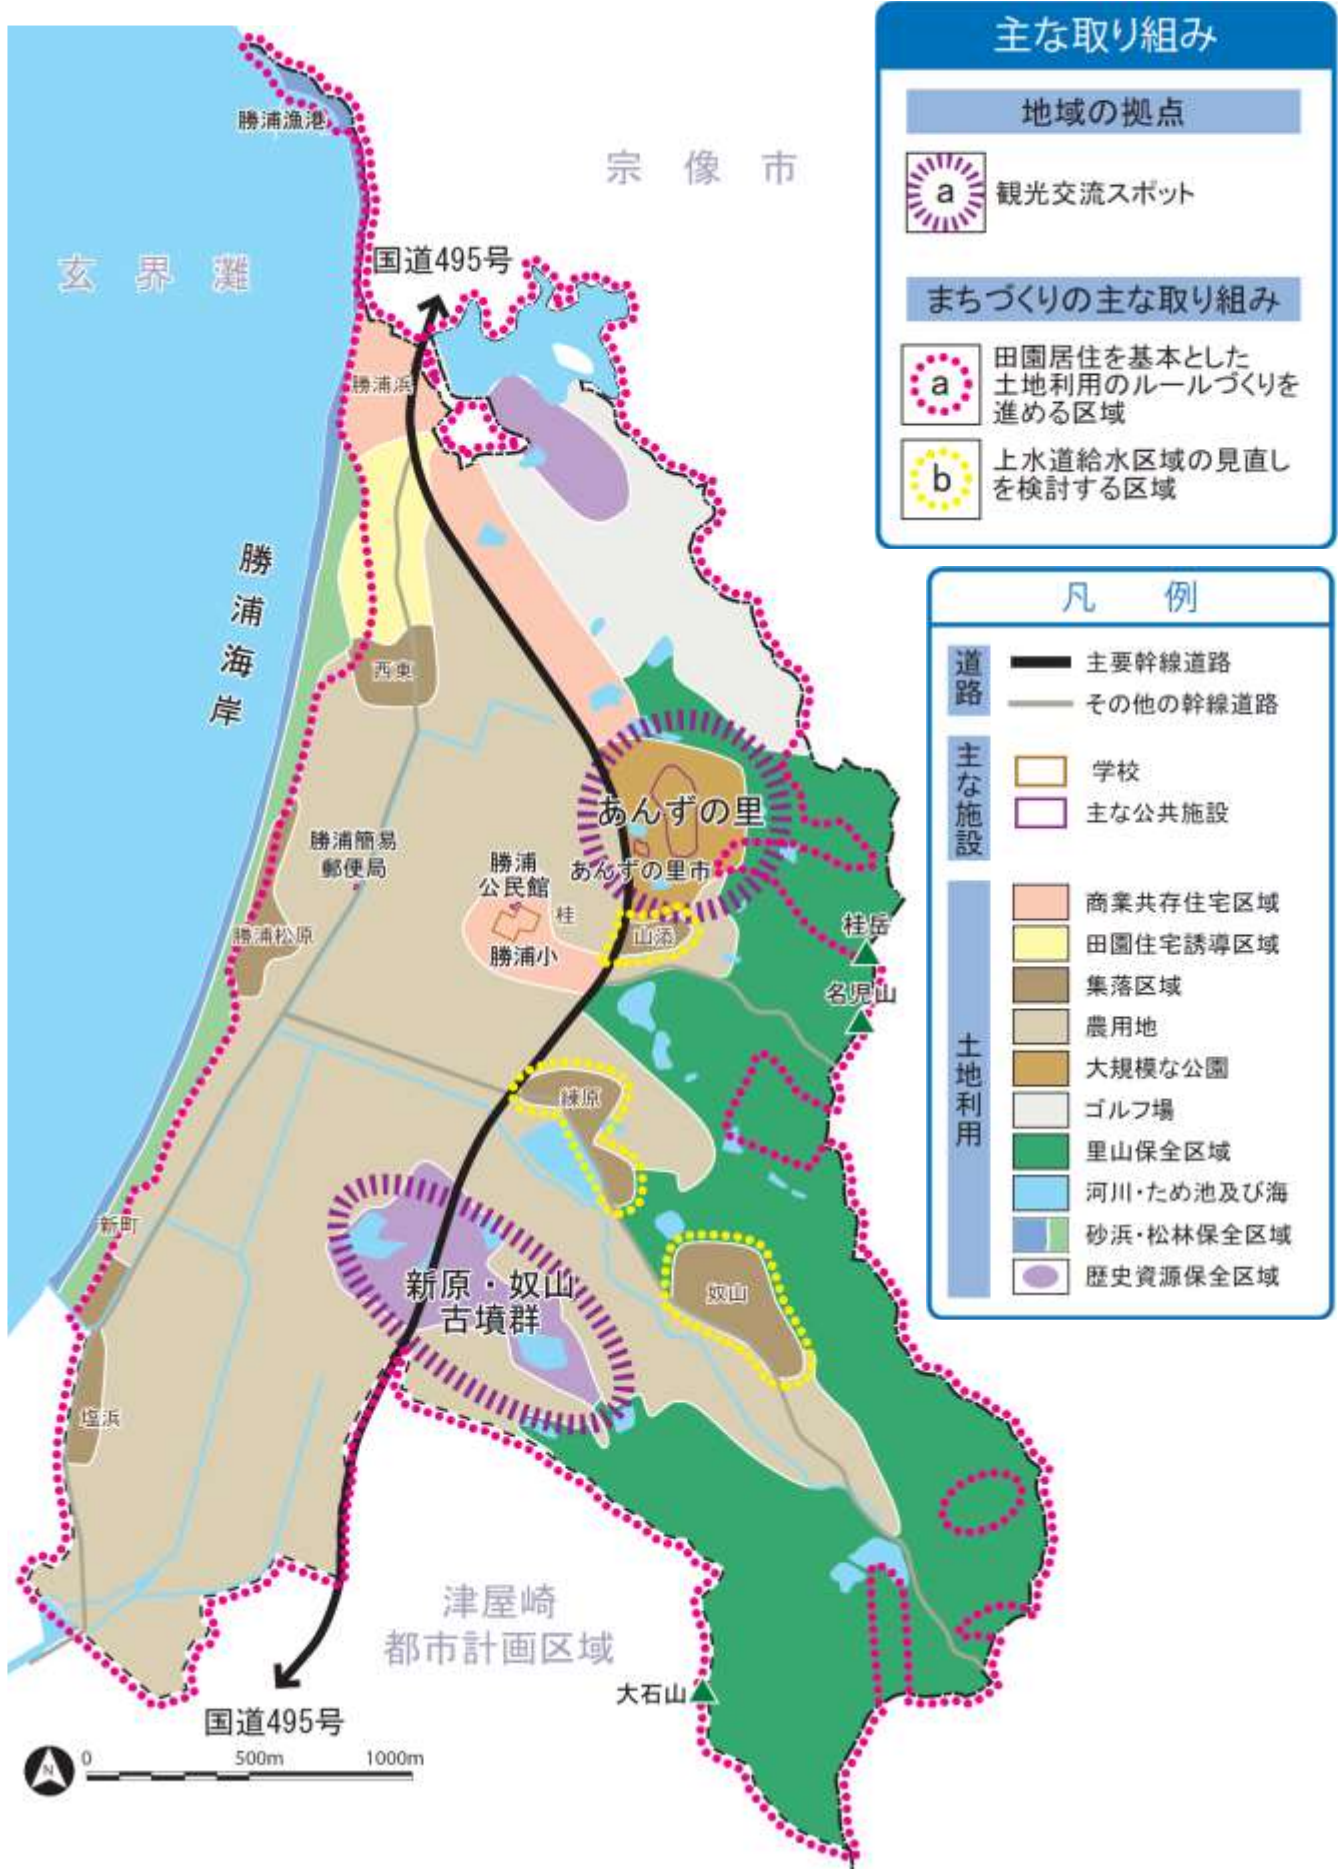 主な取り組み
地域の拠点
a
観光交流スポット
まちづくりの主な取り組み
a
田園居住を基本とした
土地利用のルールづくりを
進める区域
b
上水道給水区域の見直し
を検討する区域
凡 例
道路
主要幹線道路
その他の幹線道路
主な施設
学校
主な公共施設
土地利用
商業共存住宅区域
田園住宅誘導区域
集落区域
農用地
大規模な公園
ゴルフ場
里山保全区域
河川・ため池及び海
砂浜・松林保全区域
歴史資源保全区域
勝浦漁港
宗 像 市
玄 界 灘
国道495号
勝浦浜
勝浦海岸
西東
あんずの里
勝浦簡易
郵便局
勝浦
公民館
あんずの里市
桂
山添
勝浦松原
勝浦小
桂岳
名児山
練原
新町
新原・奴山
古墳群
奴山
塩浜
津屋崎
都市計画区域
大石山
国道495号
N
0
500m
1000m